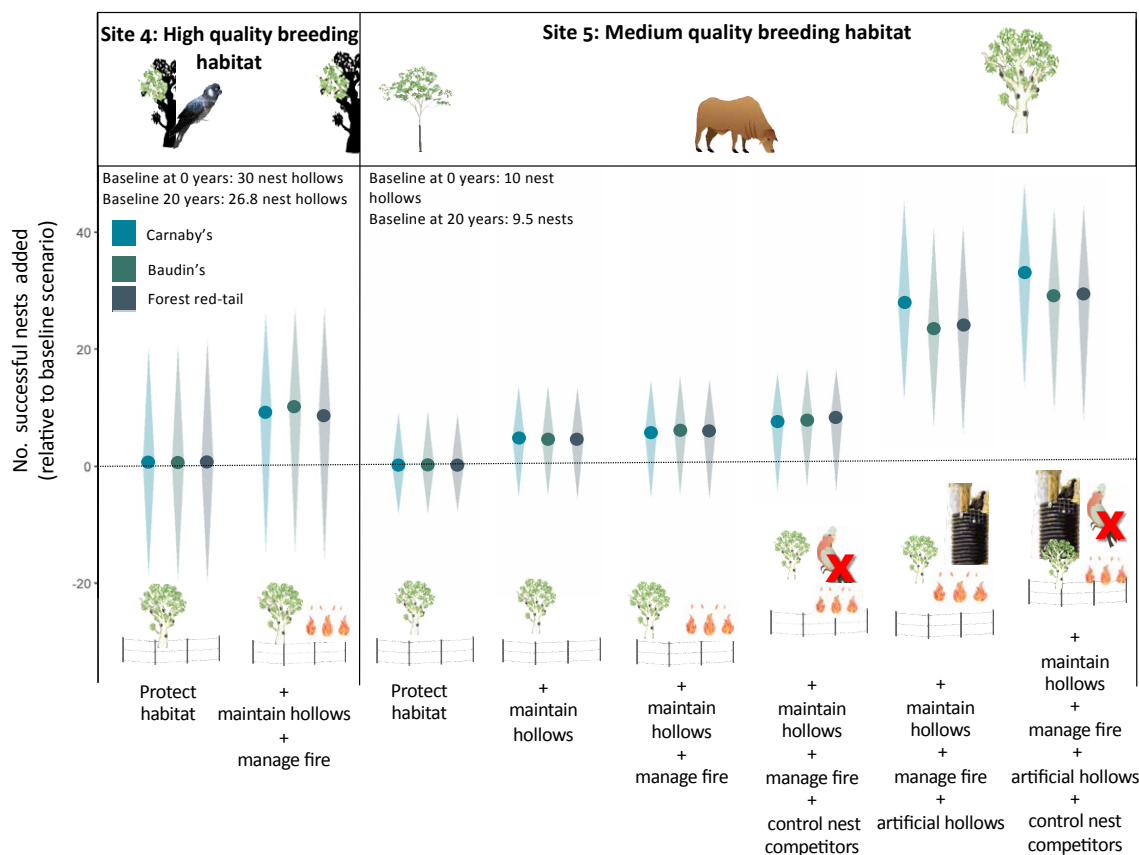 Site 4: High quality breeding
habitat
Site 5: Medium quality breeding habitat
Baseline at 0 years: 30 nest hollows
Baseline 20 years: 26.8 nest hollows
Baseline at 0 years: 10 nest
hollows
Baseline at 20 years: 9.5 nests
Carnaby's
Baudin's
Forest red-tail
No. successful nests added
(relative to baseline scenario)
40
20
0
-20
X
X
Protect
habitat
+
maintain hollows
+
manage fire
Protect
habitat
+
maintain
hollows
+
maintain
hollows
+
manage fire
+
maintain
hollows
+
manage fire
+
control nest
competitors
+
maintain
hollows
+
manage fire
+
artificial hollows
+
maintain
hollows
+
manage fire
+
artificial hollows
+
control nest
competitors